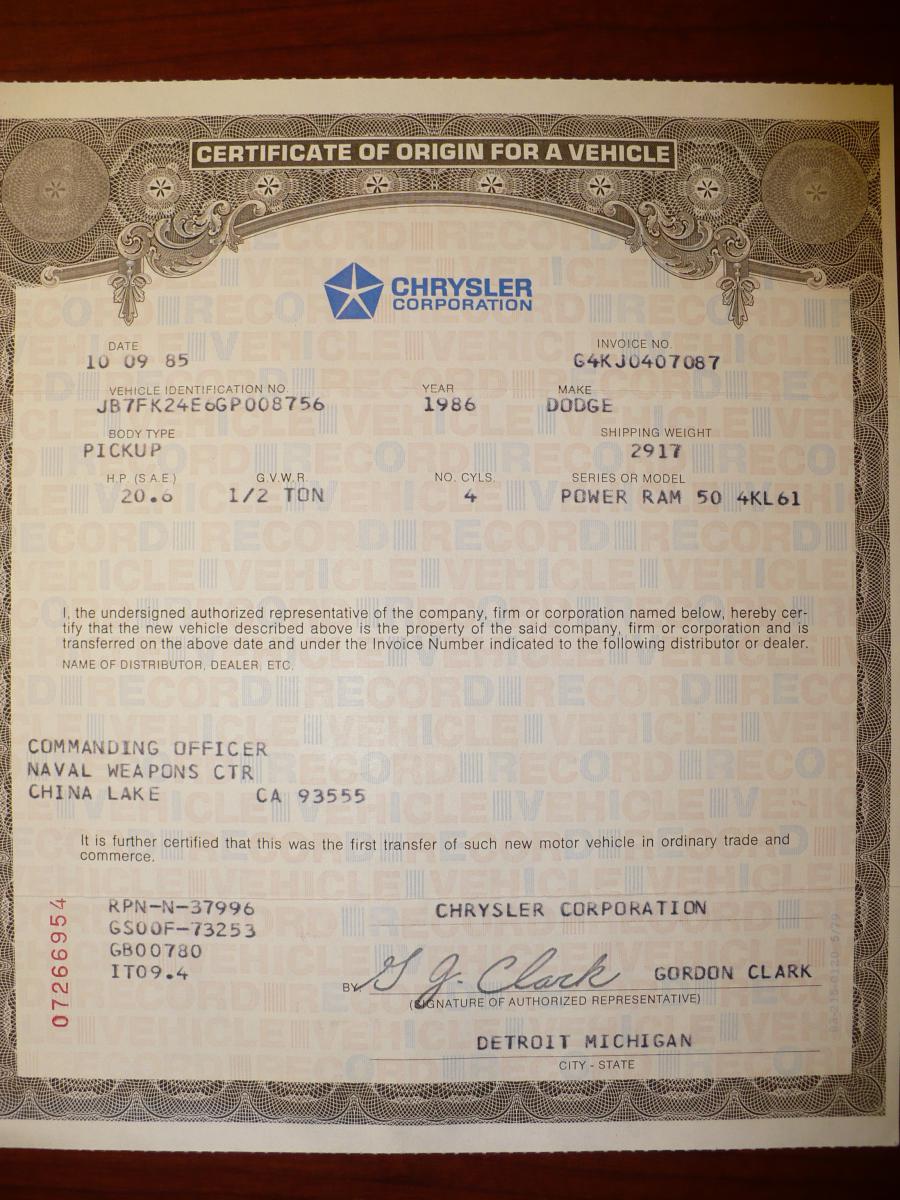 CERTIFICATE OF ORIGIN FOR A VEHICLE
CHRYSLER
CORPORATION
DATE INVOICE NO.
10 09 85 G4KJ0407087
VEHICLE IDENTIFICATION NO. YEAR MAKE
JB7FK24E6GP008756 1986 DODGE
BODY TYPE SHIPPING WEIGHT
PICKUP 2917
H.P. (S.A.E.) G.V.W.R. NO. CYLS. SERIES OR MODEL
20.6 1/2 TON 4 POWER RAM 50 4KL61
I, the undersigned authorized representative of the company, firm or corporation named below, hereby cer-
tify that the new vehicle described above is the property of the said company, firm or corporation and is
transferred on the above date and under the Invoice Number indicated to the following distributor or dealer.
NAME OF DISTRIBUTOR, DEALER, ETC.
COMMANDING OFFICER
NAVAL WEAPONS CTR
CHINA LAKE CA 93555
It is further certified that this was the first transfer of such new motor vehicle in ordinary trade and
commerce.
RPN-N-37996 CHRYSLER CORPORATION
GS00F-73253
GB00780
IT09.4
BY G J. Clark GORDON CLARK
(SIGNATURE OF AUTHORIZED REPRESENTATIVE)
DETROIT MICHIGAN
CITY - STATE
07266954